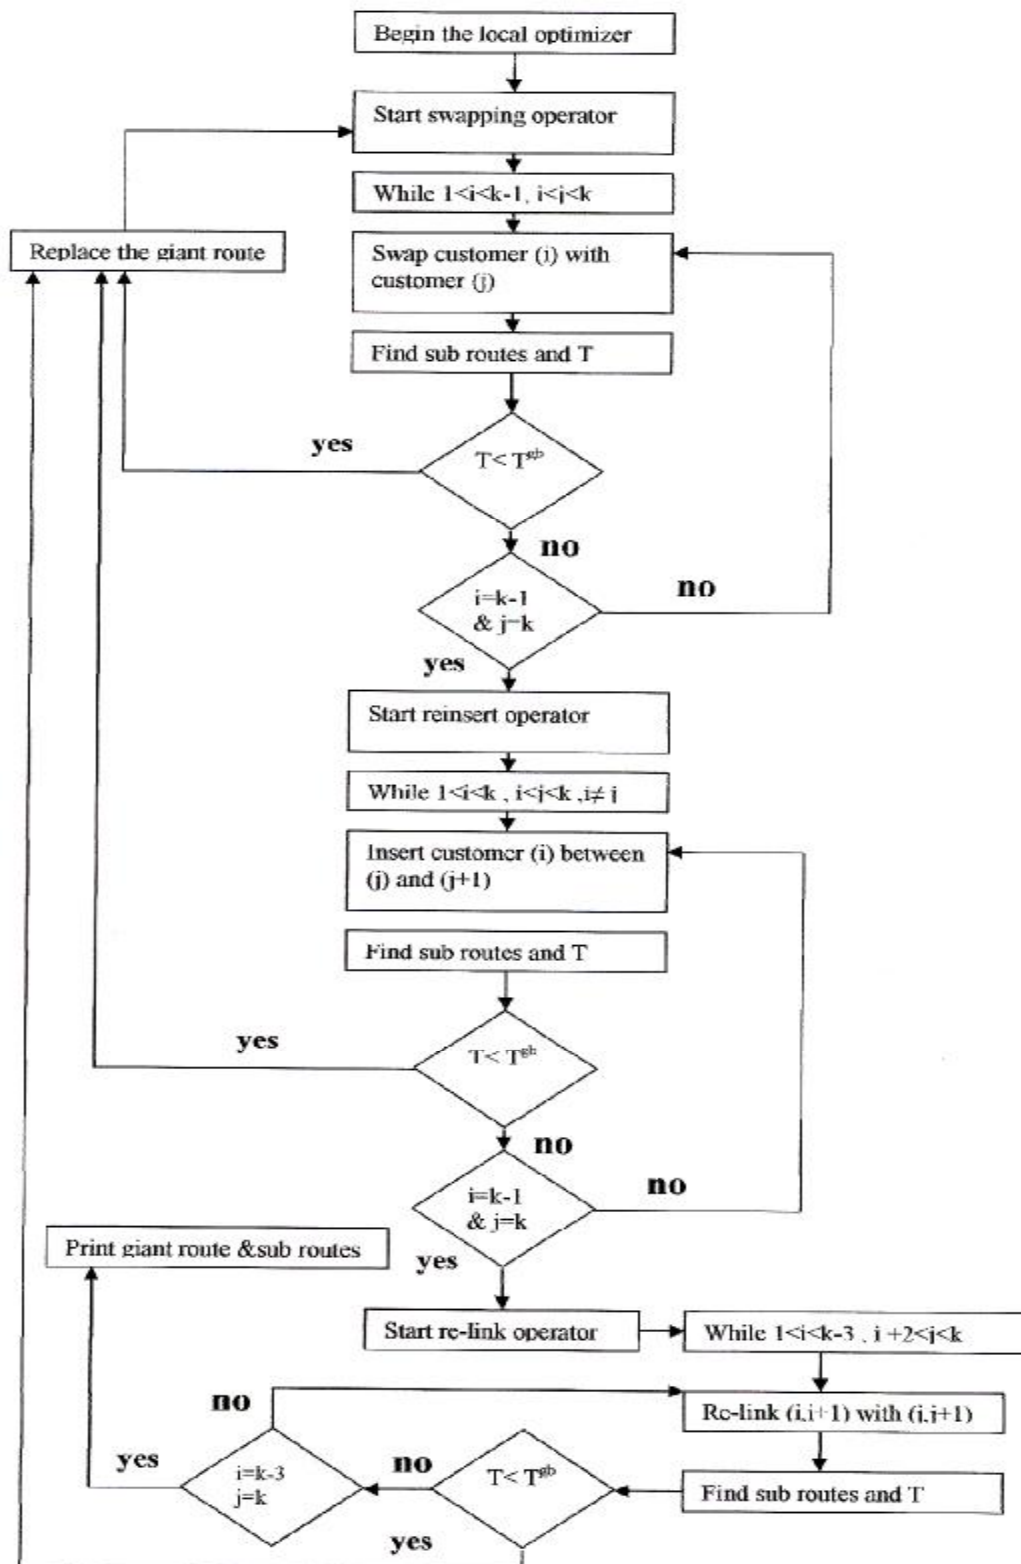 Begin the local optimizer
Start swapping operator
While 1<i<k-1, i<j<k
Replace the giant route
Swap customer (i) with
customer (j)
Find sub routes and T
yes
T< T^gb
no
i=k-1
& j=k
no
yes
Start reinsert operator
While 1<i<k , i<j<k ,i≠ j
Insert customer (i) between
(j) and (j+1)
Find sub routes and T
yes
T< T^gb
no
i=k-1
& j=k
no
yes
Print giant route &sub routes
Start re-link operator
While 1<i<k-3 , i +2<j<k
no
Re-link (i,i+1) with (i,j+1)
yes
i=k-3
j=k
no
T< T^gb
Find sub routes and T
yes